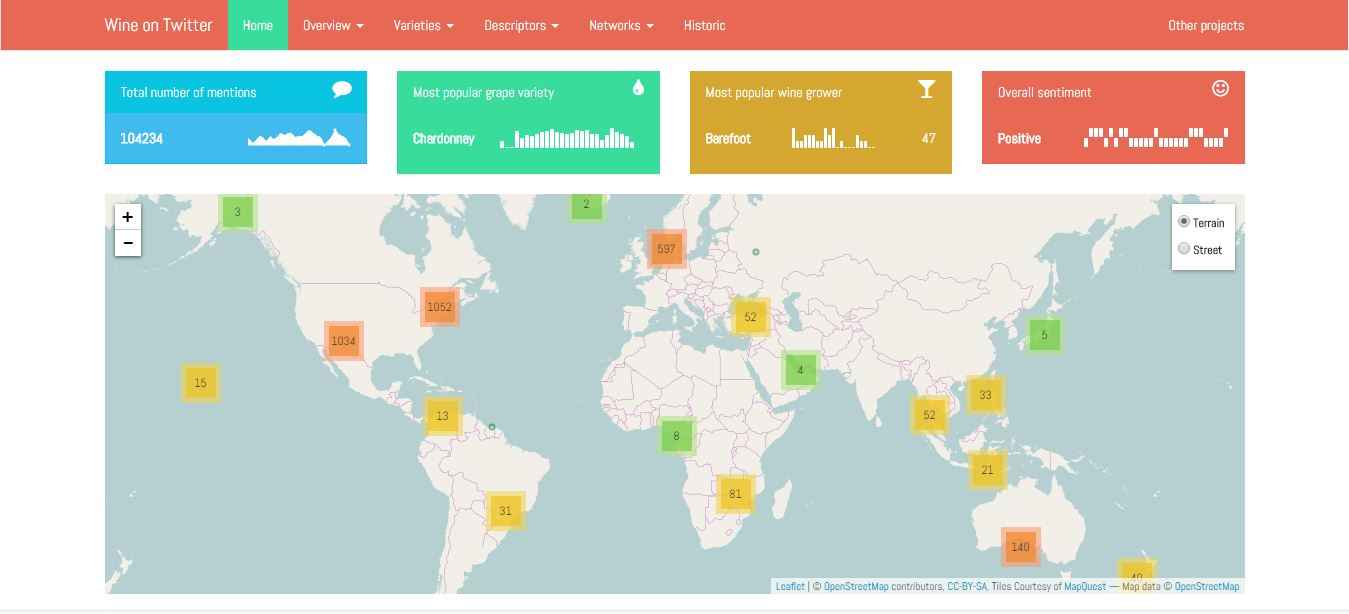 Wine on Twitter Home Overview Varieties Descriptors Networks Historic Other projects
Total number of mentions
104234
Most popular grape variety
Chardonnay
Most popular wine grower
Barefoot 47
Overall sentiment
Positive
+
−
Terrain
Street
3
2
597
1052
52
5
1034
4
15
33
13
52
8
21
81
31
140
40
Leaflet | © OpenStreetMap contributors, CC-BY-SA, Tiles Courtesy of MapQuest — Map data © OpenStreetMap